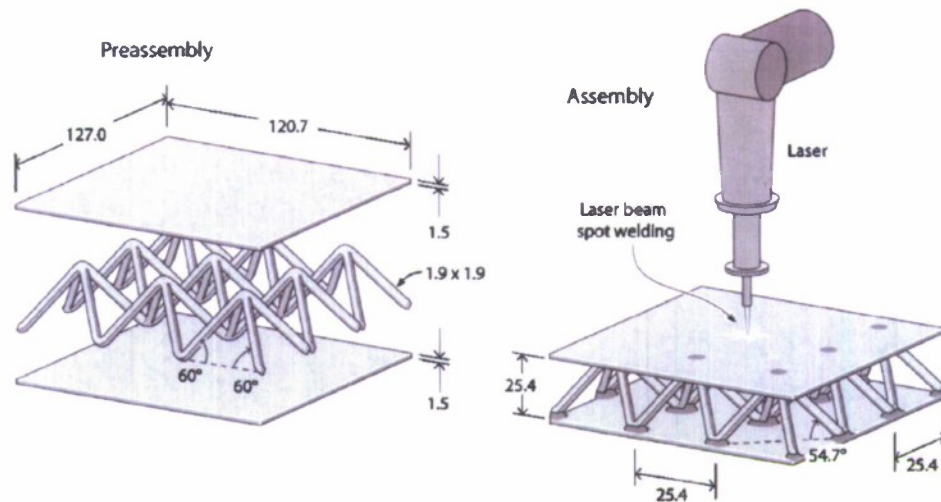 Preassembly
127.0
120.7
1.5
1.9 x 1.9
60°
60°
1.5
Assembly
Laser
Laser beam
spot welding
25.4
54.7°
25.4
25.4